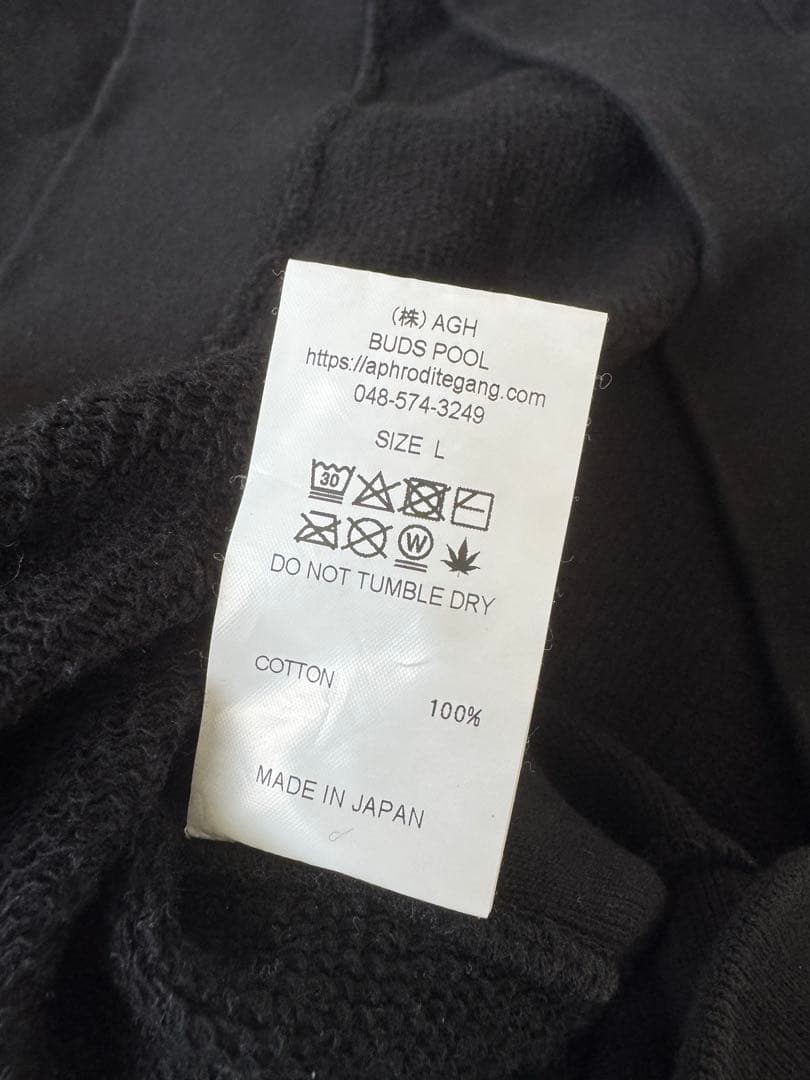 (株) AGH
BUDS POOL
https://aphroditegang.com
048-574-3249
SIZE L
30
W
DO NOT TUMBLE DRY
COTTON
100%
MADE IN JAPAN